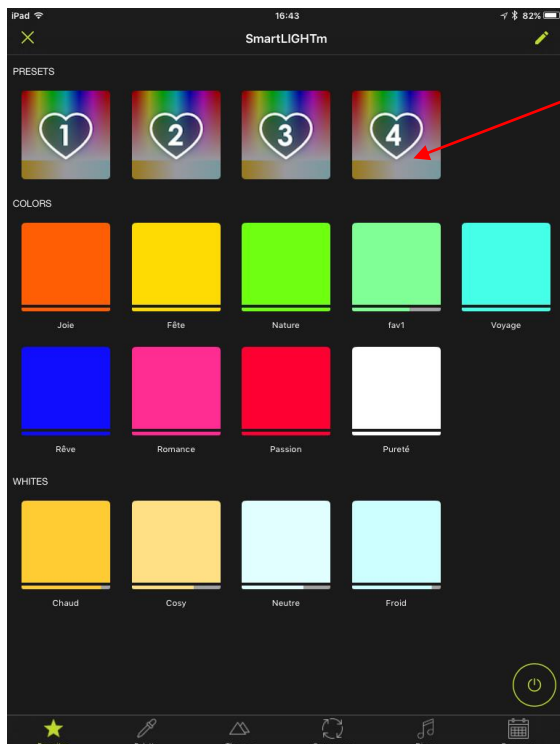 iPad 16:43 82%
SmartLIGHTm
PRESETS
1 2 3 4
COLORS
Joie Fête Nature fav1 Voyage
Rêve Romance Passion Pureté
WHITES
Chaud Cosy Neutre Froid